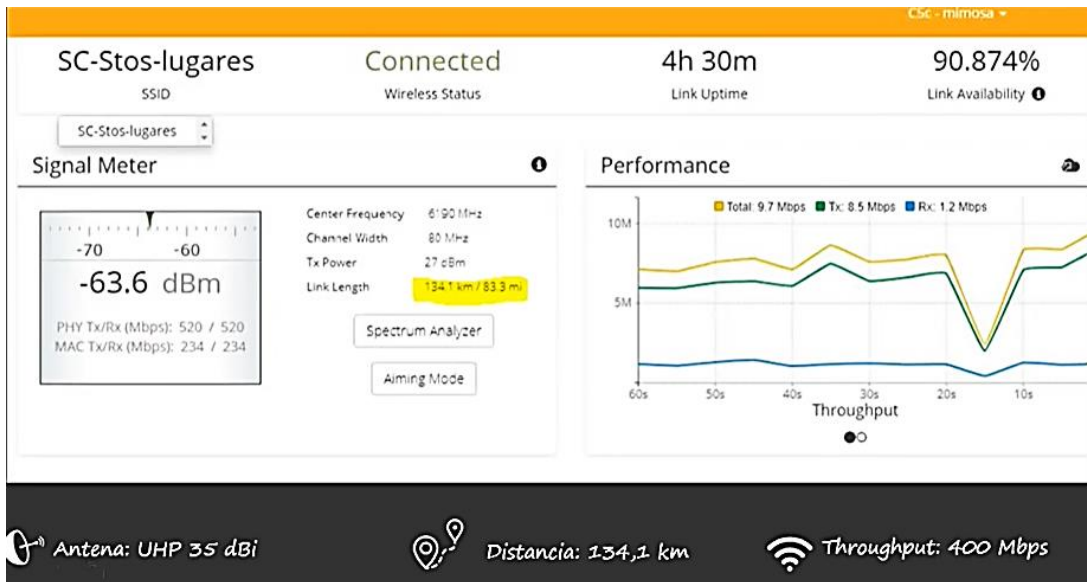 C5c - mimosa
SC-Stos-lugares
SSID
Connected
Wireless Status
4h 30m
Link Uptime
90.874%
Link Availability
SC-Stos-lugares
Signal Meter
-70 -60
-63.6 dBm
PHY Tx/Rx (Mbps): 520 / 520
MAC Tx/Rx (Mbps): 234 / 234
Center Frequency 6190 MHz
Channel Width 80 MHz
Tx Power 27 dBm
Link Length 134.1 km / 83.3 mi
Spectrum Analyzer
Aiming Mode
Performance
Total: 9.7 Mbps Tx: 8.5 Mbps Rx: 1.2 Mbps
10M
5M
60s 50s 40s 30s 20s 10s
Throughput
Antena: UHP 35 dBi
Distancia: 134,1 km
Throughput: 400 Mbps